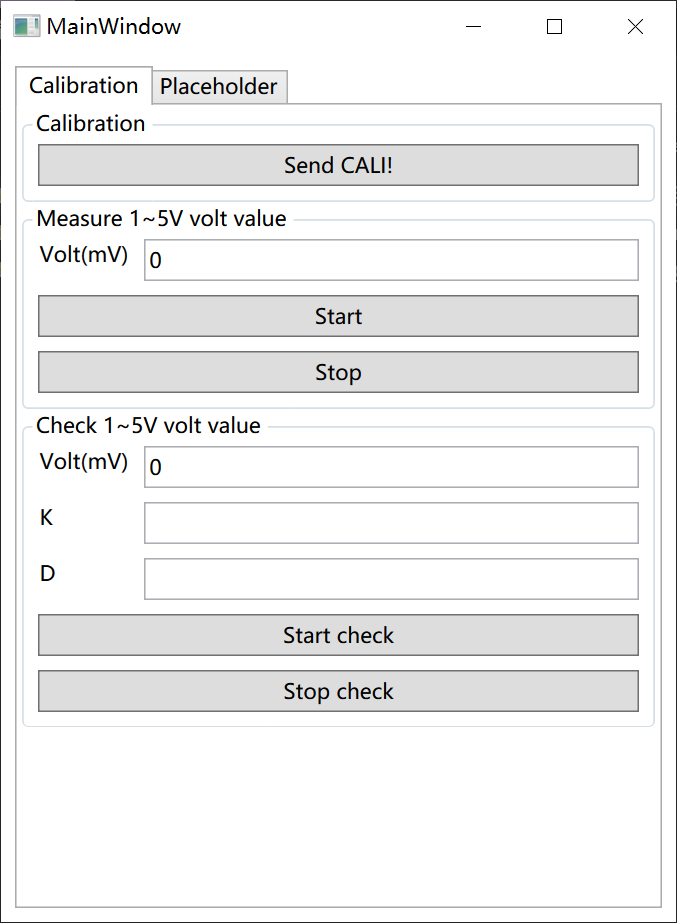 MainWindow
Calibration Placeholder
Calibration
Send CALI!
Measure 1~5V volt value
Volt(mV) 0
Start
Stop
Check 1~5V volt value
Volt(mV) 0
K
D
Start check
Stop check